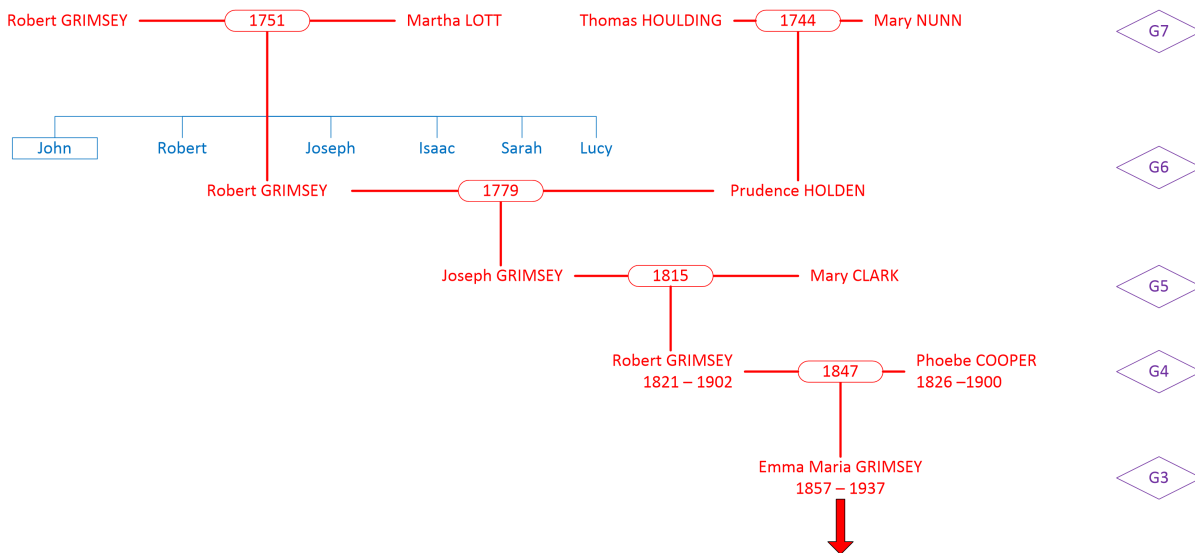 Robert GRIMSEY 1751 Martha LOTT Thomas HOULDING 1744 Mary NUNN G7
John Robert Joseph Isaac Sarah Lucy
G6
Robert GRIMSEY 1779 Prudence HOLDEN
Joseph GRIMSEY 1815 Mary CLARK G5
Robert GRIMSEY Phoebe COOPER
1847 G4
1821 – 1902 1826 –1900
Emma Maria GRIMSEY
G3
1857 – 1937